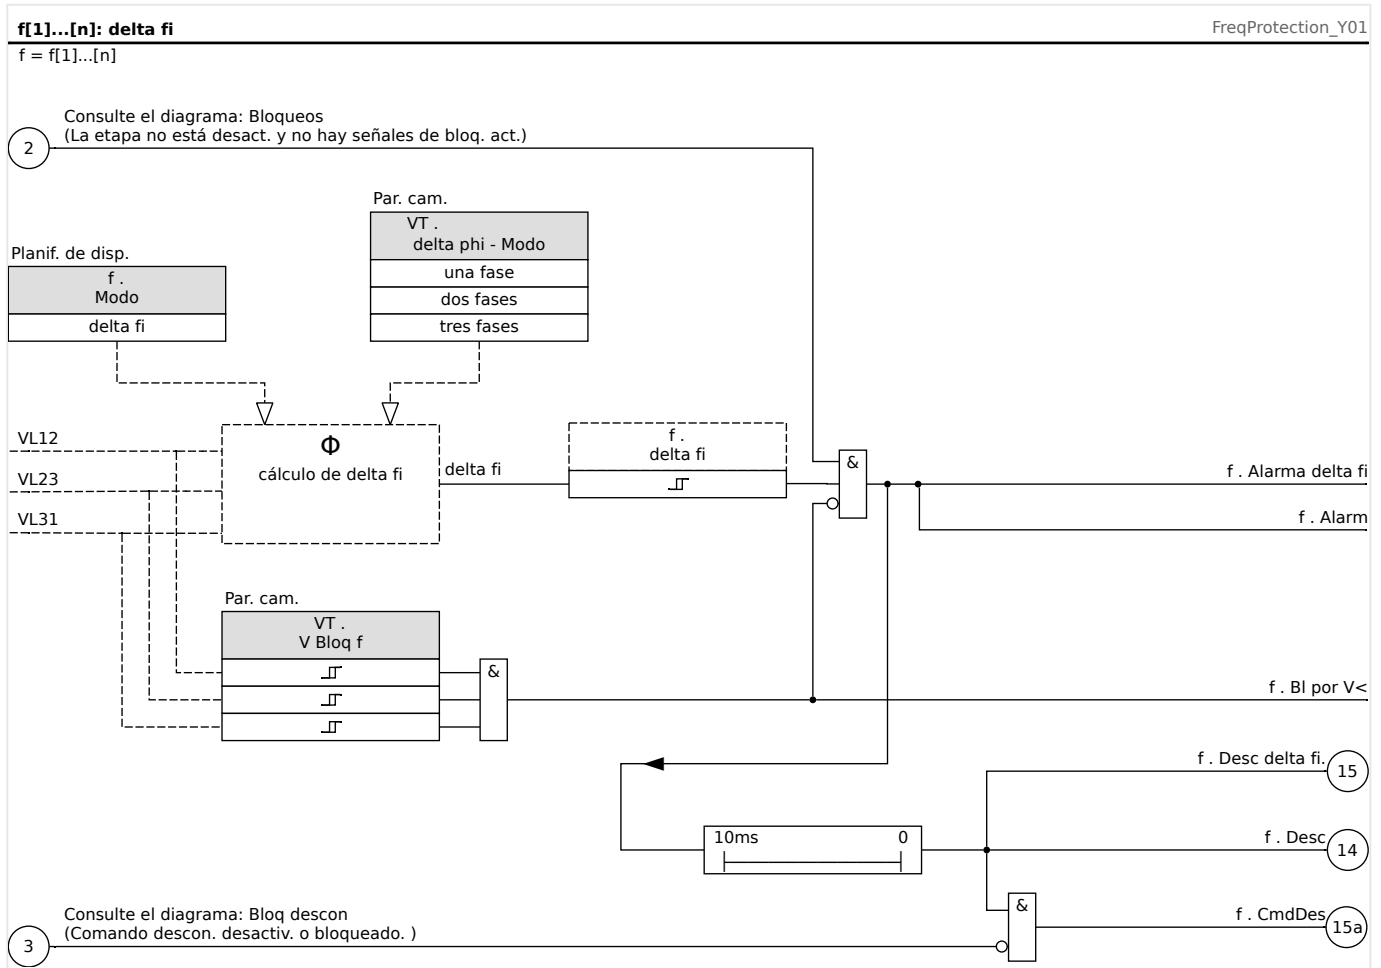 f[1]...[n]: delta fi
FreqProtection_Y01
f = f[1]...[n]
Consulte el diagrama: Bloqueos
(La etapa no está desact. y no hay señales de bloq. act.)
2
Par. cam.
VT .
delta phi - Modo
una fase
dos fases
tres fases
Planif. de disp.
f .
Modo
delta fi
VL12
VL23
VL31
Φ
cálculo de delta fi
delta fi
f .
delta fi
&
f . Alarma delta fi
f . Alarm
Par. cam.
VT .
V Bloq f
&
f . Bl por V<
f . Desc delta fi.
15
10ms
0
f . Desc
14
Consulte el diagrama: Bloq descon
(Comando descon. desactiv. o bloqueado. )
3
&
f . CmdDes
15a